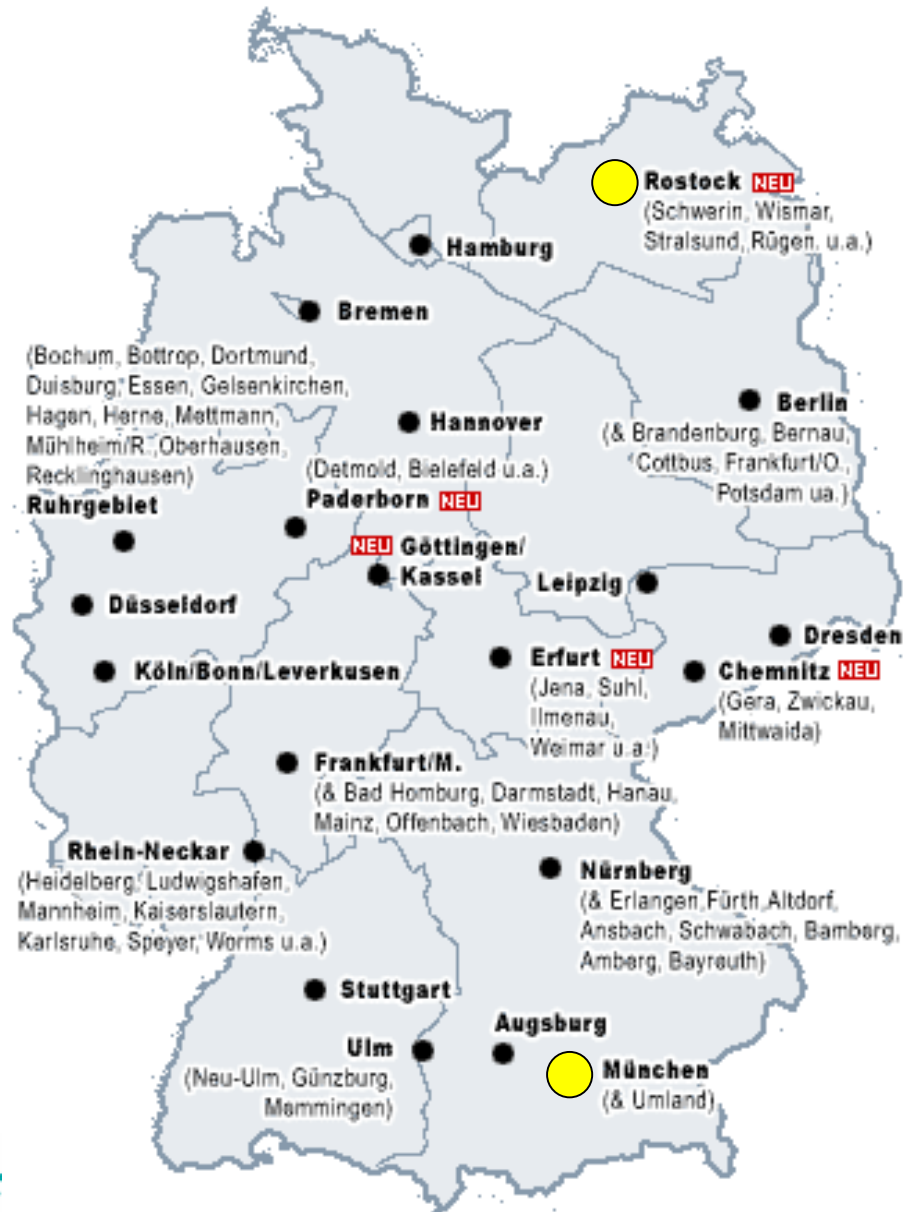 Rostock NEU
(Schwerin, Wismar,
Stralsund, Rügen. u.a.)
Hamburg
Bremen
(Bochum, Bottrop, Dortmund,
Duisburg, Essen, Gelsenkirchen,
Hagen, Herne, Mettmann,
Mühlheim/R.,Oberhausen,
Recklinghausen)
Ruhrgebiet
Hannover
Berlin
(& Brandenburg, Bernau,
Cottbus, Frankfurt/O.,
Potsdam ua.)
(Detmold, Bielefeld u.a.)
Paderborn NEU
NEU Göttingen/
Kassel
Leipzig
Düsseldorf
Dresden
Köln/Bonn/Leverkusen
Erfurt NEU
(Jena, Suhl,
Ilmenau,
Weimar u.a.)
Chemnitz NEU
(Gera, Zwickau,
Mittwaida)
Frankfurt/M.
(& Bad Homburg, Darmstadt, Hanau,
Mainz, Offenbach, Wiesbaden)
Rhein-Neckar
(Heidelberg, Ludwigshafen,
Mannheim, Kaiserslautern,
Karlsruhe, Speyer, Worms u.a.)
Nürnberg
(& Erlangen,Fürth,Altdorf,
Ansbach, Schwabach, Bamberg,
Amberg, Bayreuth)
Stuttgart
Augsburg
Ulm
(Neu-Ulm, Günzburg,
Memmingen)
München
(& Umland)